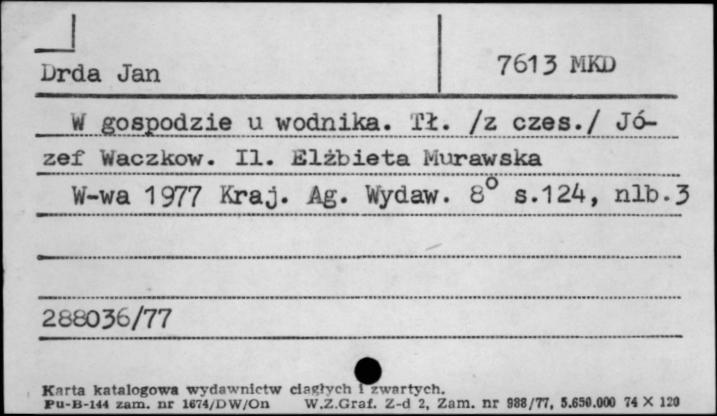 Drda Jan
7613 MKD
W gospodzie u wodnika. Tł. /z czes./ Jó-
zef Waczkow. Il. Elżbieta Murawska
W-wa 1977 Kraj. Ag. Wydaw. 8° s.124, nlb.3
288036/77
Karta katalogowa wydawnictw ciągłych i zwartych.
Pu-B-144 zam. nr 1674/DW/On W.Z.Graf. Z-d 2, Zam. nr 988/77, 5.650.000 74 X 120